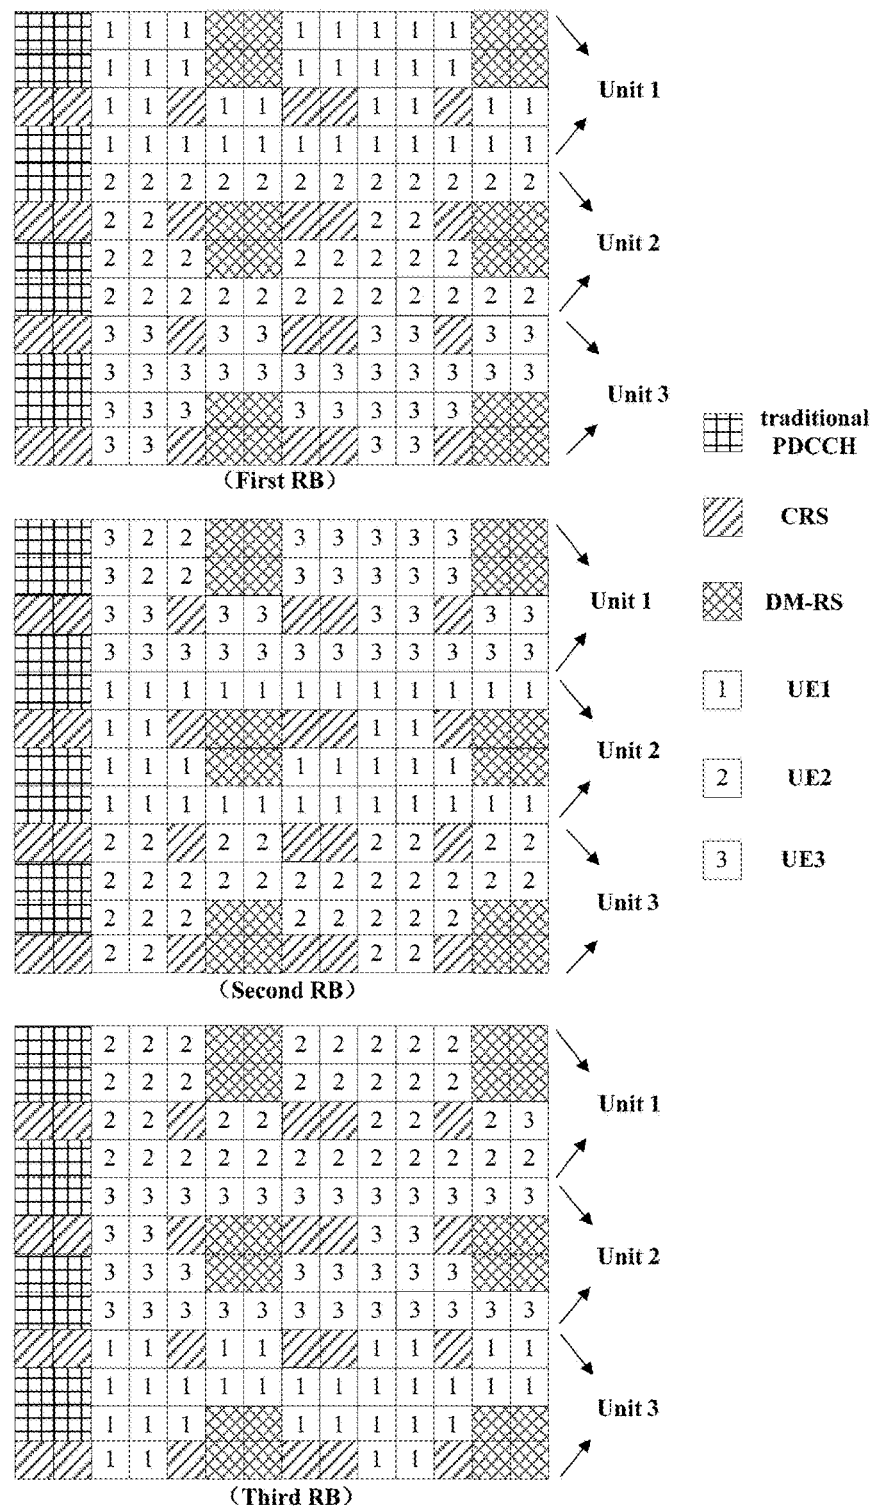 1 1 1 1 1 1 1 1
1 1 1 1 1 1 1 1
1 1 1 1 1 1 1 1
1 1 1 1 1 1 1 1 1 1 1 1
Unit 1
2 2 2 2 2 2 2 2 2 2 2 2
2 2 2 2
2 2 2 2 2 2 2 2
2 2 2 2 2 2 2 2 2 2 2 2
Unit 2
3 3 3 3 3 3 3 3
3 3 3 3 3 3 3 3 3 3 3 3
3 3 3 3 3 3 3 3
3 3 3 3
Unit 3
(First RB)
3 2 2 3 3 3 3 3
3 2 2 3 3 3 3 3
3 3 3 3 3 3 3 3
3 3 3 3 3 3 3 3 3 3 3 3
Unit 1
1 1 1 1 1 1 1 1 1 1 1 1
1 1 1 1
1 1 1 1 1 1 1 1
1 1 1 1 1 1 1 1 1 1 1 1
Unit 2
2 2 2 2 2 2 2 2
2 2 2 2 2 2 2 2 2 2 2 2
2 2 2 2 2 2 2 2
2 2 2 2
Unit 3
(Second RB)
2 2 2 2 2 2 2 2
2 2 2 2 2 2 2 2
2 2 2 2 2 2 2 3
2 2 2 2 2 2 2 2 2 2 2 2
Unit 1
3 3 3 3 3 3 3 3 3 3 3 3
3 3 3 3
3 3 3 3 3 3 3 3
3 3 3 3 3 3 3 3 3 3 3 3
Unit 2
1 1 1 1 1 1 1 1
1 1 1 1 1 1 1 1 1 1 1 1
1 1 1 1 1 1 1 1
1 1 1 1
Unit 3
(Third RB)
traditional
PDCCH
CRS
DM-RS
1 UE1
2 UE2
3 UE3